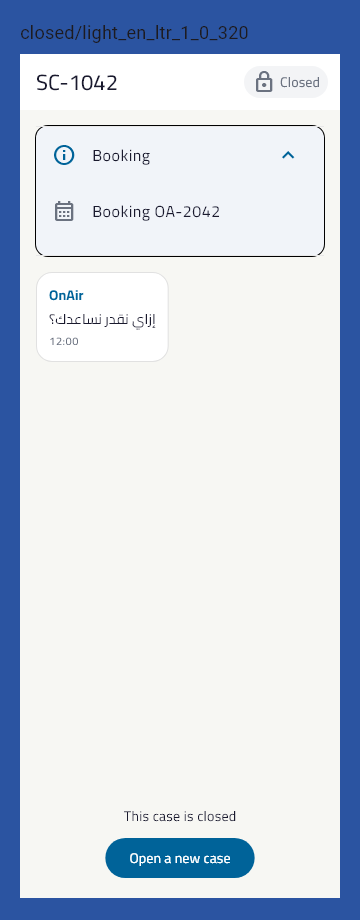 closed/light_en_ltr_1_0_320
SC-1042
Closed
Booking
Booking OA-2042
OnAir
إزاي نقدر نساعدك؟
12:00
This case is closed
Open a new case